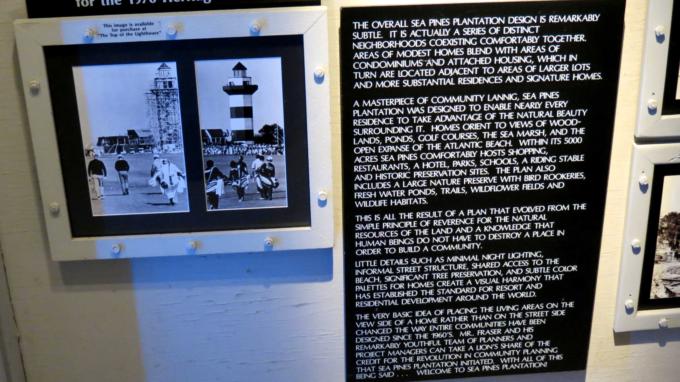 for the 1970 Heritage
This image is available
for purchase at
"The Top of the Lighthouse"
THE OVERALL SEA PINES PLANTATION DESIGN IS REMARKABLY
SUBTLE. IT IS ACTUALLY A SERIES OF DISTINCT
NEIGHBORHOODS COEXISTING COMFORTABLY TOGETHER.
AREAS OF MODEST HOMES BLEND WITH AREAS OF
CONDOMINIUMS AND ATTACHED HOUSING, WHICH IN
TURN ARE LOCATED ADJACENT TO AREAS OF LARGER LOTS
AND MORE SUBSTANTIAL RESIDENCES AND SIGNATURE HOMES.
A MASTERPIECE OF COMMUNITY LANNIG, SEA PINES
PLANTATION WAS DESIGNED TO ENABLE NEARLY EVERY
RESIDENCE TO TAKE ADVANTAGE OF THE NATURAL BEAUTY
SURROUNDING IT. HOMES ORIENT TO VIEWS OF WOOD-
LANDS, PONDS, GOLF COURSES, THE SEA MARSH, AND THE
OPEN EXPANSE OF THE ATLANTIC BEACH. WITHIN ITS 5000
ACRES SEA PINES COMFORTABLY HOSTS SHOPPING,
RESTAURANTS, A HOTEL, PARKS, SCHOOLS, A RIDING STABLE
AND HISTORIC PRESERVATION SITES. THE PLAN ALSO
INCLUDES A LARGE NATURE PRESERVE WITH BIRD ROOKERIES,
FRESH WATER PONDS, TRAILS, WILDFLOWER FIELDS AND
WILDLIFE HABITATS.
THIS IS ALL THE RESULT OF A PLAN THAT EVOLVED FROM THE
SIMPLE PRINCIPLE OF REVERENCE FOR THE NATURAL
RESOURCES OF THE LAND AND A KNOWLEDGE THAT
HUMAN BEINGS DO NOT HAVE TO DESTROY A PLACE IN
ORDER TO BUILD A COMMUNITY.
LITTLE DETAILS SUCH AS MINIMAL NIGHT LIGHTING,
INFORMAL STREET STRUCTURE, SHARED ACCESS TO THE
BEACH, SIGNIFICANT TREE PRESERVATION, AND SUBTLE COLOR
PALETTES FOR HOMES CREATE A VISUAL HARMONY THAT
HAS ESTABLISHED THE STANDARD FOR RESORT AND
RESIDENTIAL DEVELOPMENT AROUND THE WORLD.
THE VERY BASIC IDEA OF PLACING THE LIVING AREAS ON THE
VIEW SIDE OF A HOME RATHER THAN ON THE STREET SIDE
CHANGED THE WAY ENTIRE COMMUNITIES HAVE BEEN
DESIGNED SINCE THE 1960'S. MR. FRASER AND HIS
REMARKABLY YOUTHFUL TEAM OF PLANNERS AND
PROJECT MANAGERS CAN TAKE A LION'S SHARE OF THE
CREDIT FOR THE REVOLUTION IN COMMUNITY PLANNING
THAT SEA PINES PLANTATION INITIATED. WITH ALL OF THIS
BEING SAID . . . WELCOME TO SEA PINES PLANTATION!